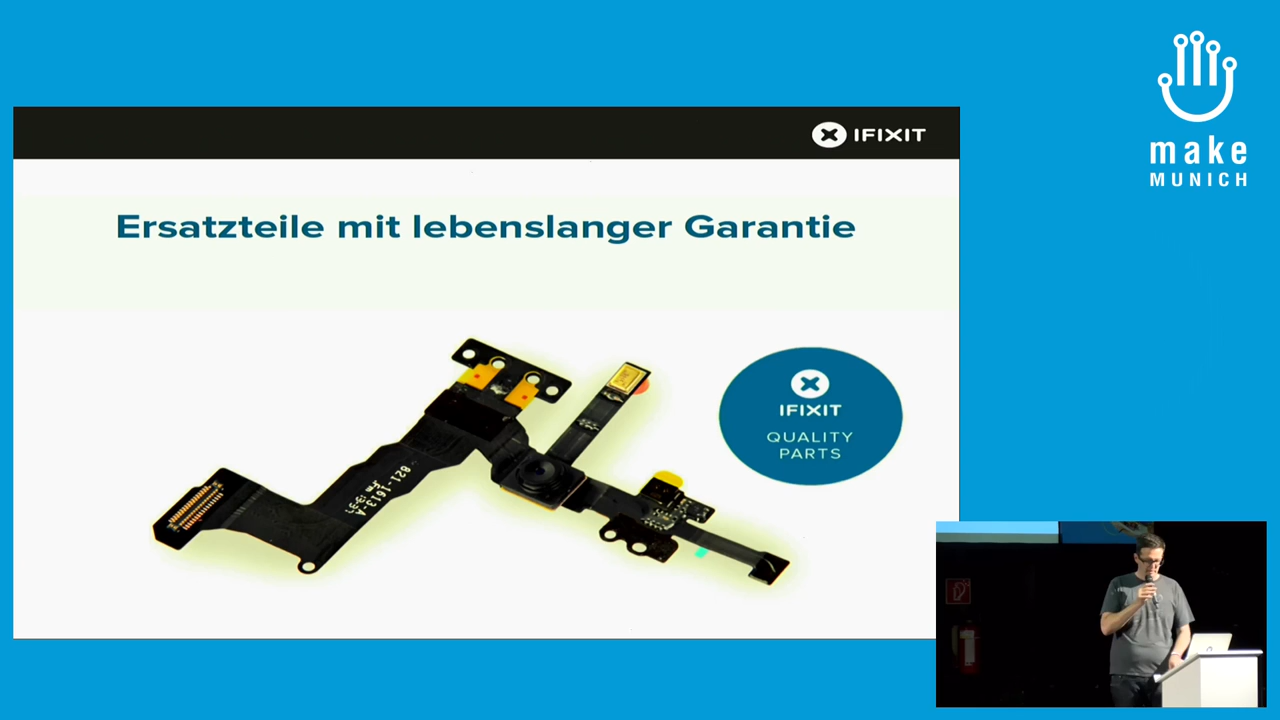 make
MUNICH
IFIXIT
Ersatzteile mit lebenslanger Garantie
IFIXIT
QUALITY
PARTS
821-1613-A